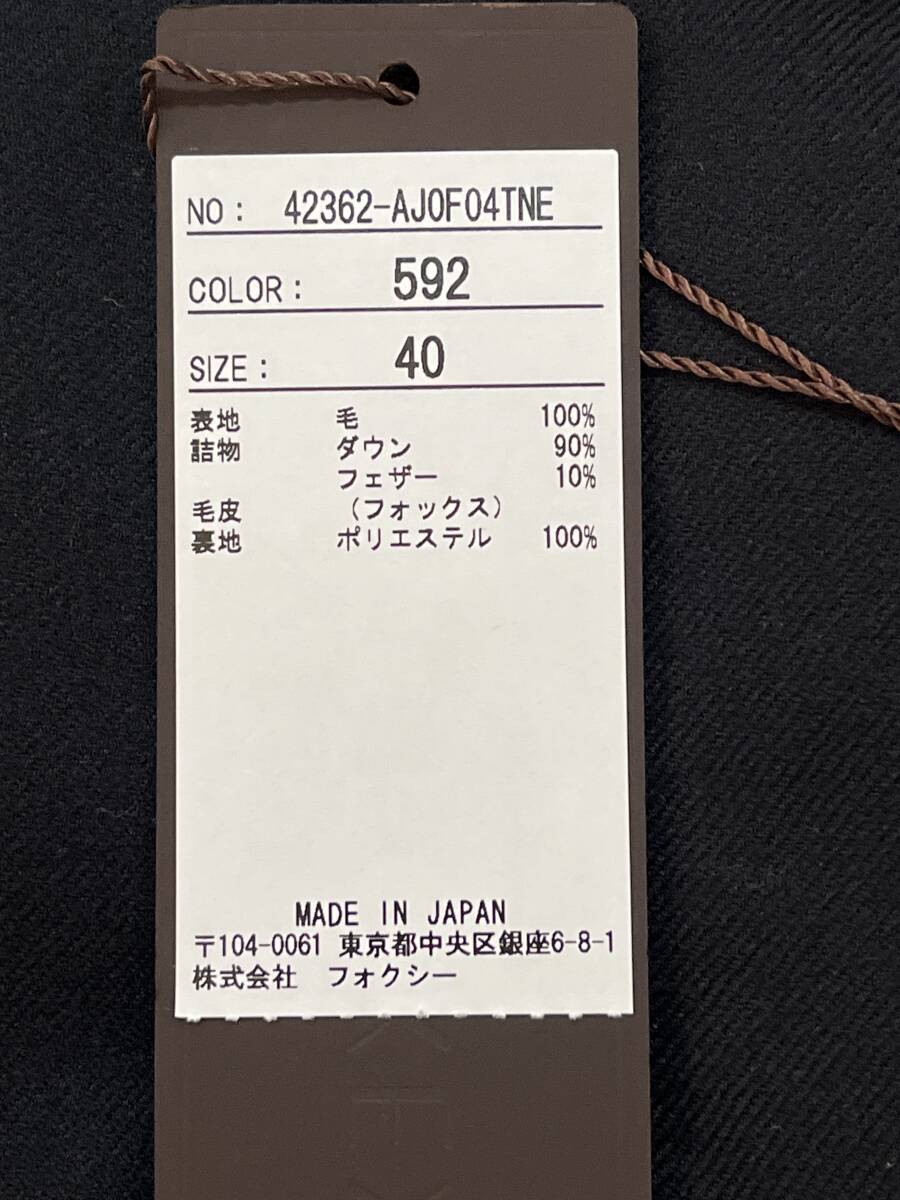 NO: 42362-AJ0F04TNE
COLOR: 592
SIZE: 40
表地 毛 100%
詰物 ダウン 90%
フェザー 10%
毛皮 (フォックス)
裏地 ポリエステル 100%
MADE IN JAPAN
〒104-0061 東京都中央区銀座6-8-1
株式会社 フォクシー